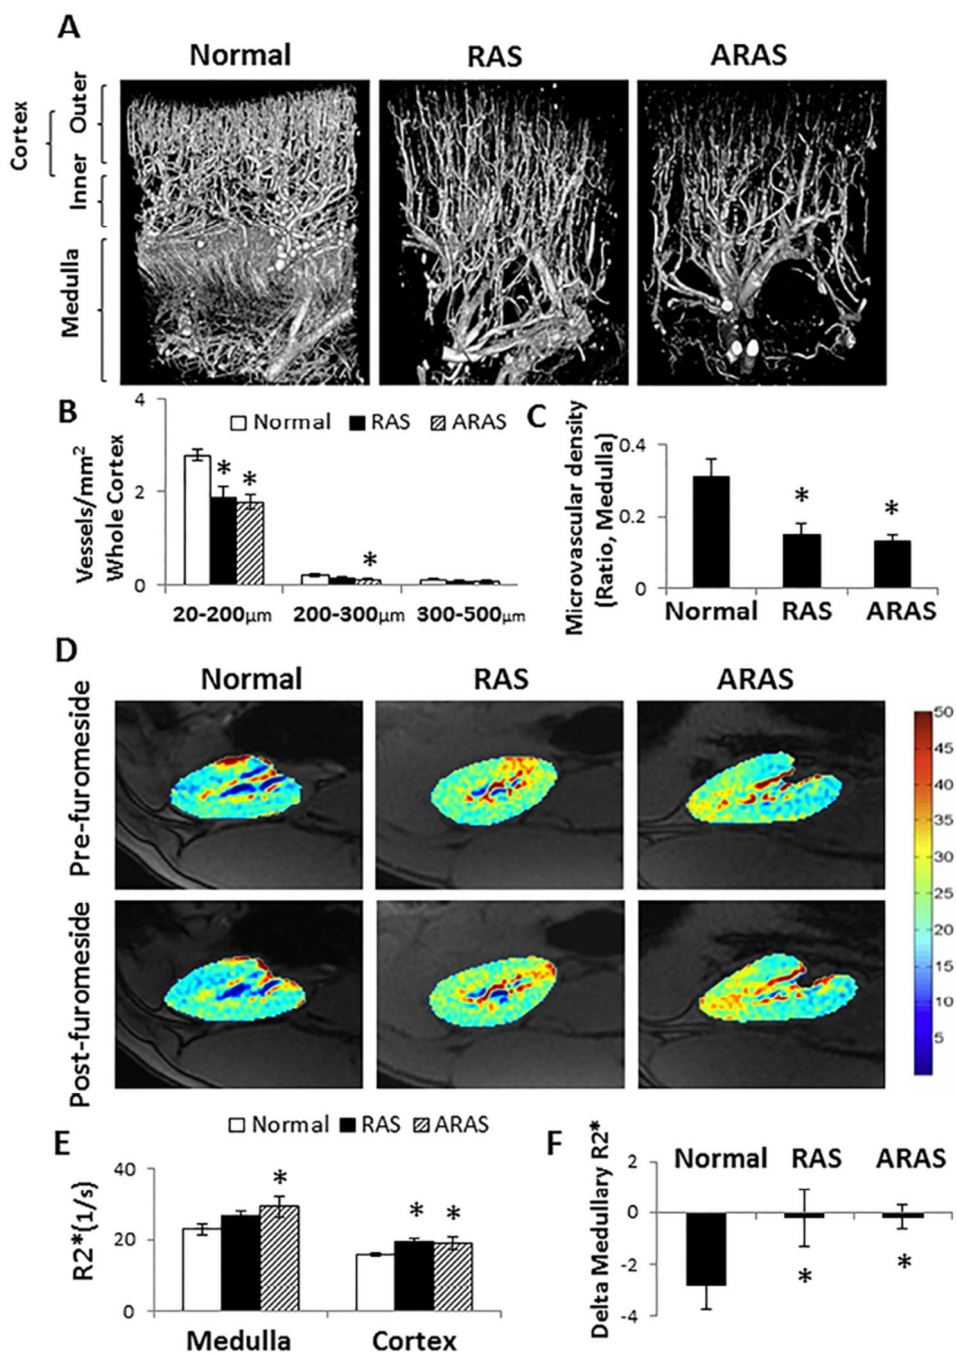 A
Normal RAS ARAS
Cortex
Outer
Inner
Medulla
B
4
2
0
Vessels/mm²
Whole Cortex
Normal RAS ARAS
*
*
*
20-200μm 200-300μm 300-500μm
C
0.4
0.2
0
Microvascular density
(Ratio, Medulla)
*
*
Normal RAS ARAS
D
Normal RAS ARAS
Pre-furomeside
Post-furomeside
50
45
40
35
30
25
20
15
10
5
Normal RAS ARAS
E
40
20
0
R2*(1/s)
*
*
*
Medulla Cortex
F
Delta Medullary R2*
2
0
-2
-4
Normal RAS ARAS
*
*